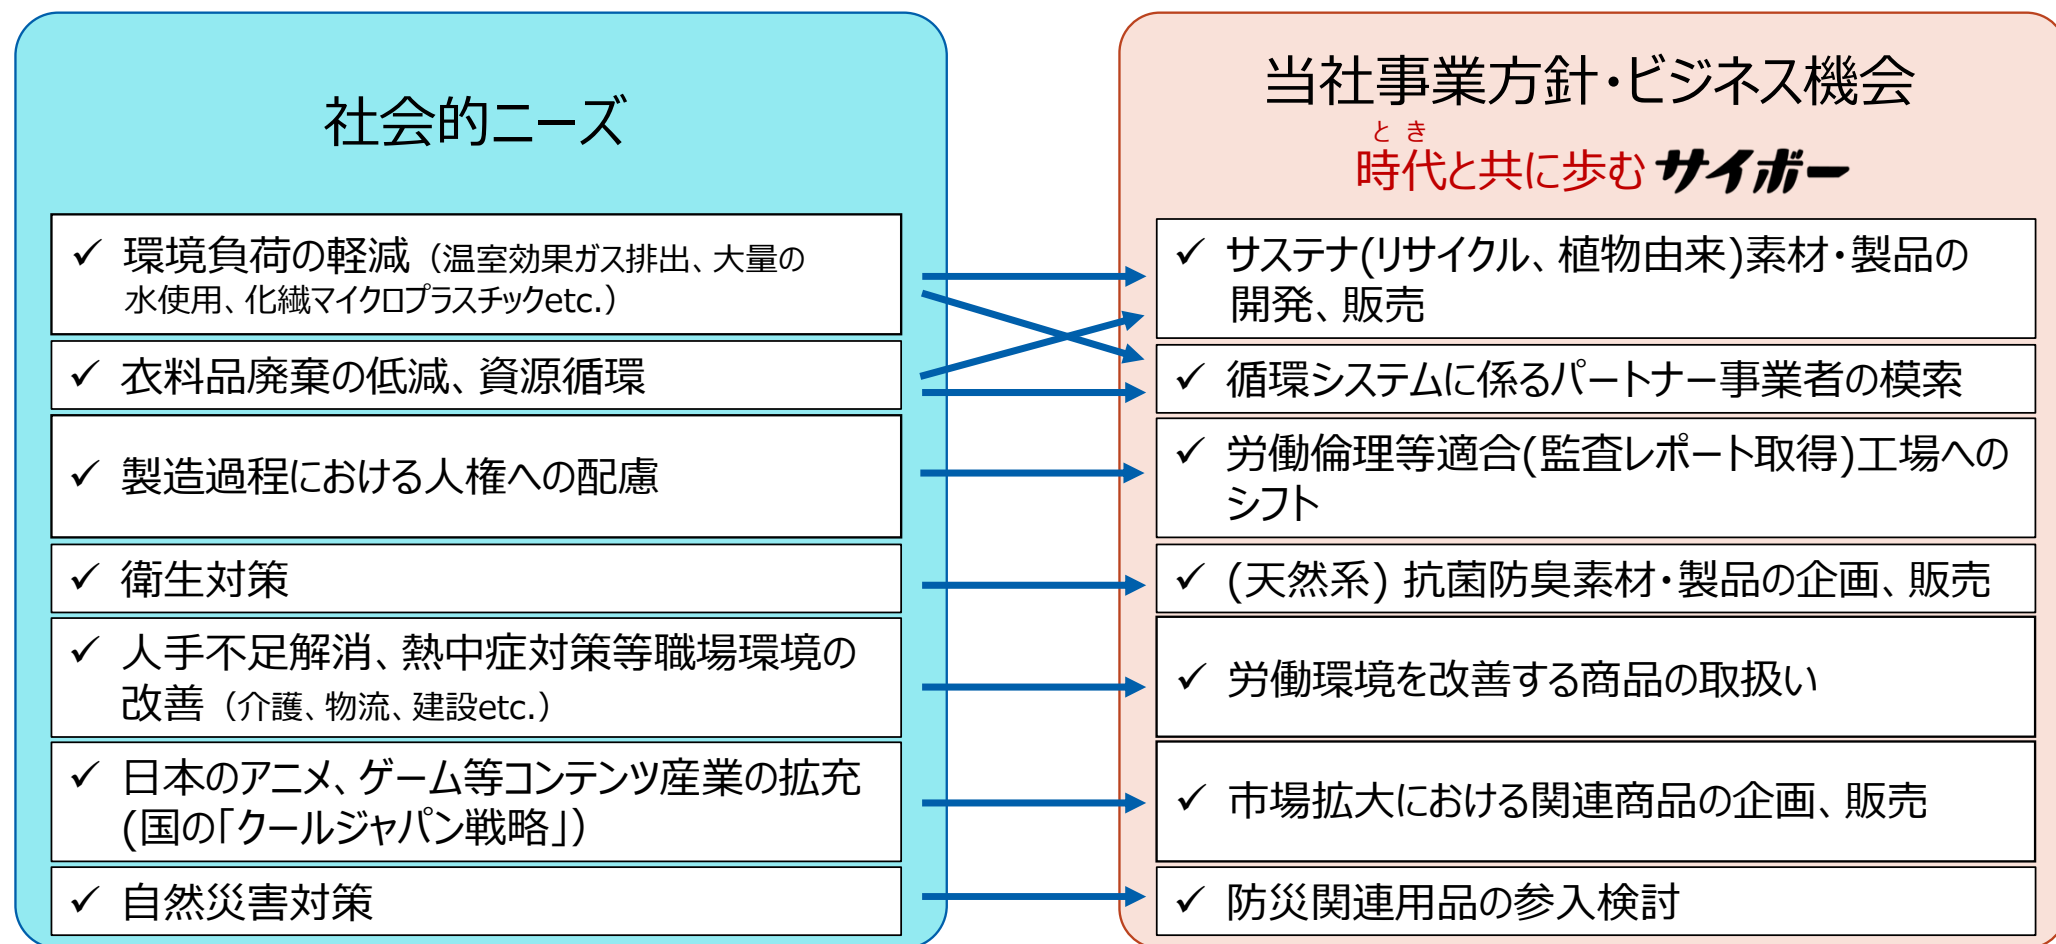 社会的ニーズ
✓ 環境負荷の軽減（温室効果ガス排出、大量の
水使用、化繊マイクロプラスチックetc.）
✓ 衣料品廃棄の低減、資源循環
✓ 製造過程における人権への配慮
✓ 衛生対策
✓ 人手不足解消、熱中症対策等職場環境の
改善（介護、物流、建設etc.）
✓ 日本のアニメ、ゲーム等コンテンツ産業の拡充
(国の「クールジャパン戦略」)
✓ 自然災害対策
当社事業方針・ビジネス機会
とき
時代と共に歩む サイボー
✓ サステナ(リサイクル、植物由来)素材・製品の
開発、販売
✓ 循環システムに係るパートナー事業者の模索
✓ 労働倫理等適合(監査レポート取得)工場への
シフト
✓ (天然系) 抗菌防臭素材・製品の企画、販売
✓ 労働環境を改善する商品の取扱い
✓ 市場拡大における関連商品の企画、販売
✓ 防災関連用品の参入検討